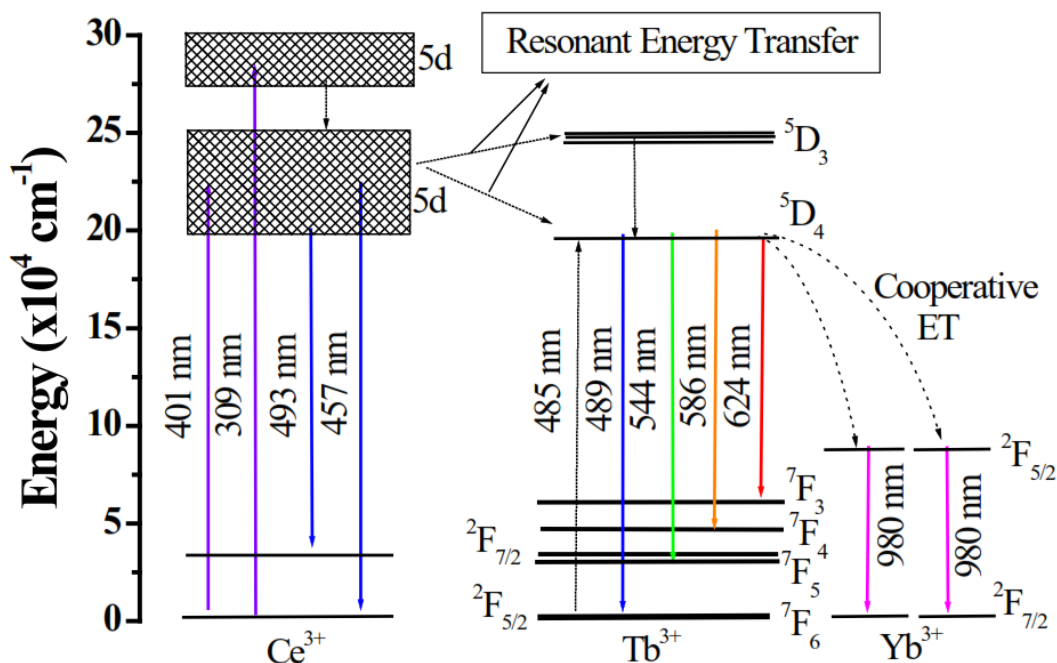 Resonant Energy Transfer
Energy (x10⁴ cm⁻¹)
30
25
20
15
10
5
0
5d
5d
401 nm
309 nm
493 nm
457 nm
²F₇/₂
²F₅/₂
Ce³⁺
⁵D₃
⁵D₄
485 nm
489 nm
544 nm
586 nm
624 nm
⁷F₃
⁷F₄
⁷F₅
⁷F₆
Tb³⁺
Cooperative
ET
²F₅/₂
980 nm
980 nm
²F₇/₂
Yb³⁺